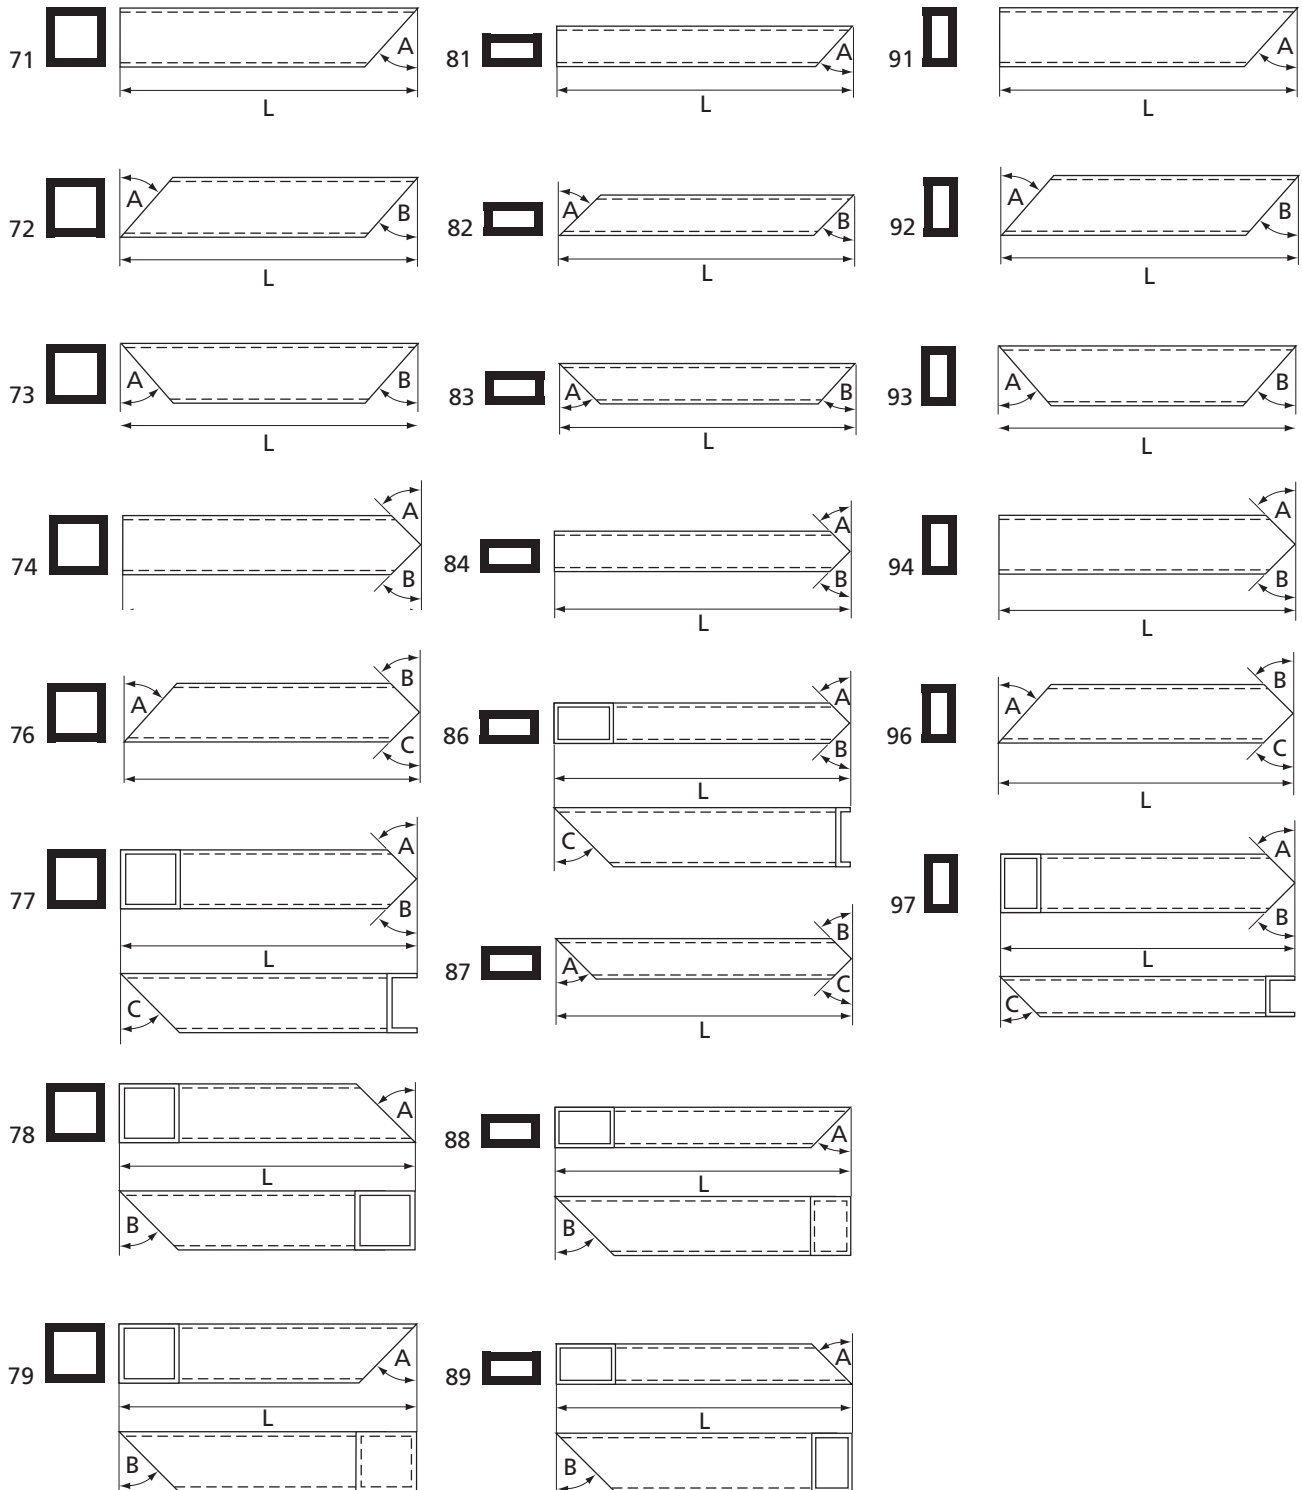 71 A L
81 A L
91 A L
72 A B L
82 A B L
92 A B L
73 A B L
83 A B L
93 A B L
74 A B
84 A B L
94 A B L
76 A B C
86 A B L C
96 A B C L
77 A B L C
87 A B C L
97 A B L C
78 A L B
88 A L B
79 A L B
89 A L B